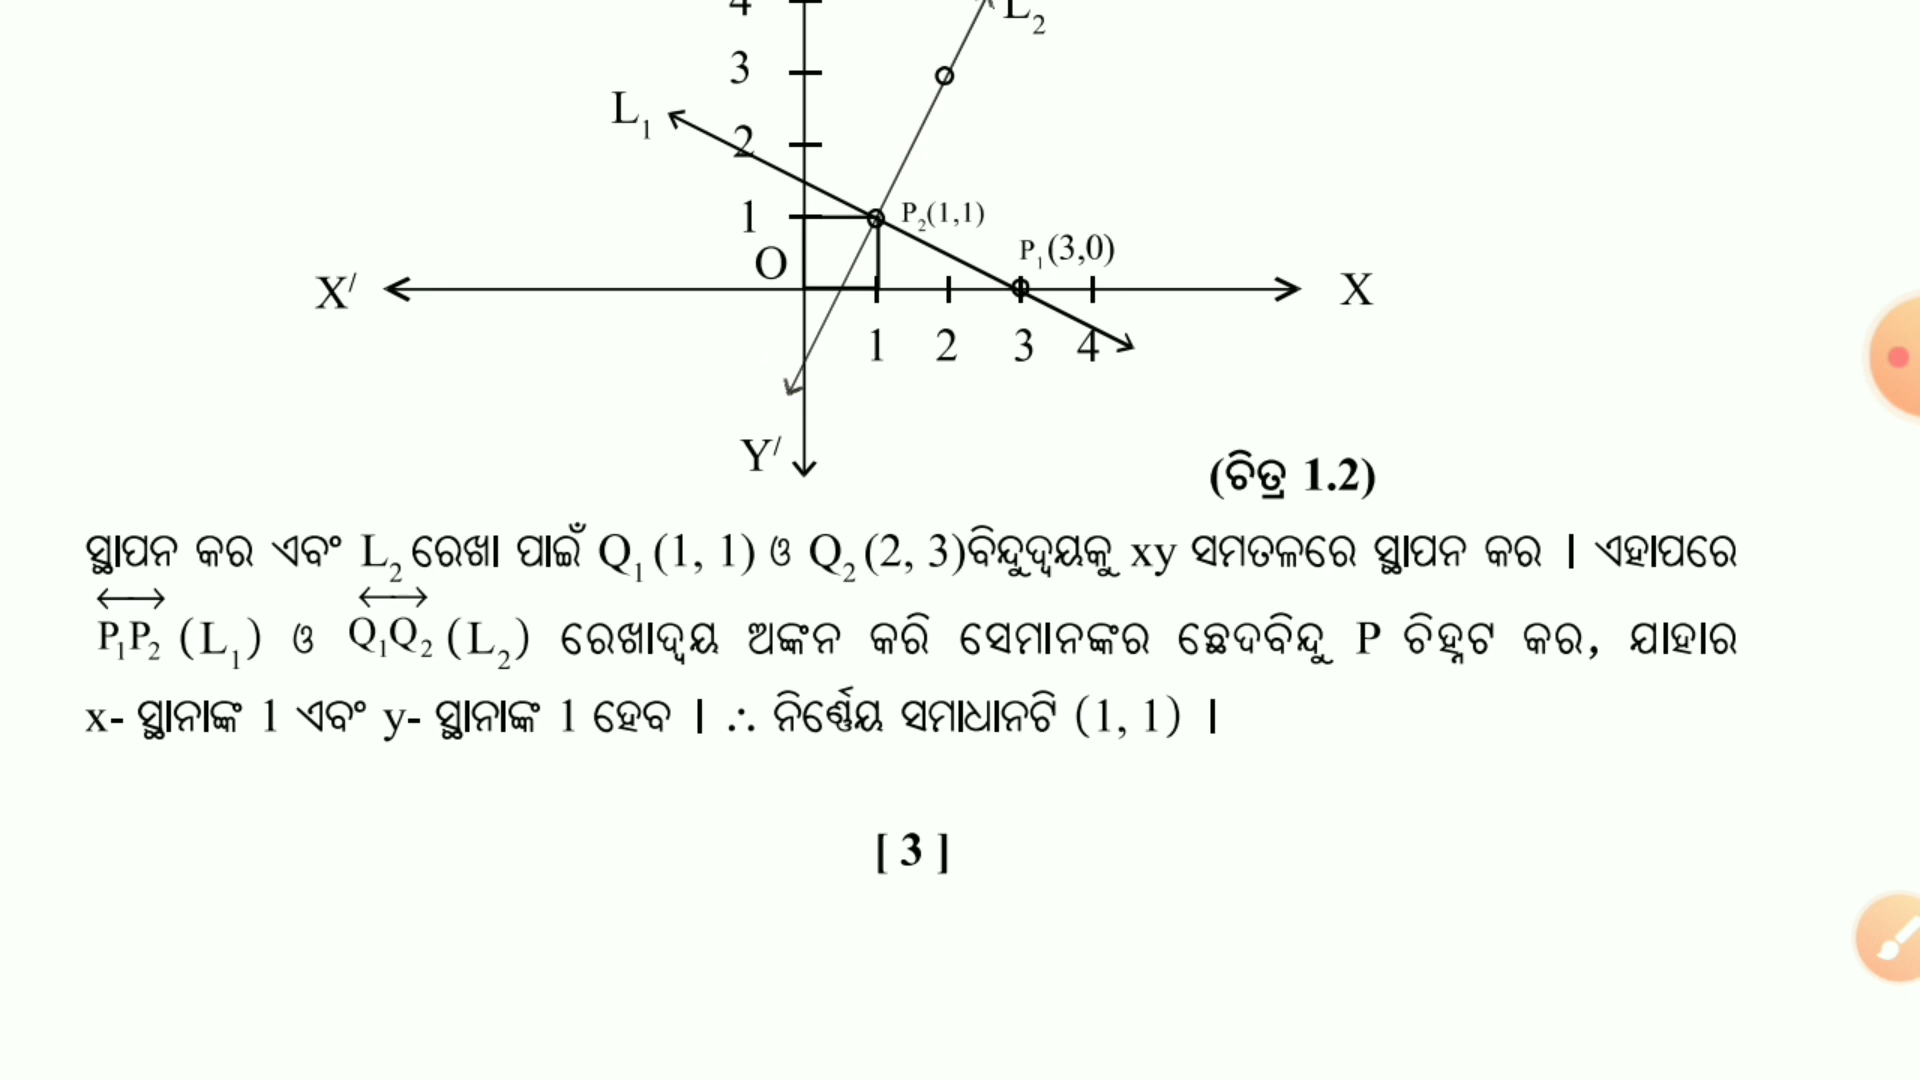 4
L2
3
L1
2
1
P2(1,1)
P1(3,0)
O
X/
X
1 2 3 4
Y/
(ଚିତ୍ର 1.2)
ସ୍ଥାପନ କର ଏବଂ L2 ରେଖା ପାଇଁ Q1 (1, 1) ଓ Q2 (2, 3)ବିନ୍ଦୁଦ୍ୱୟକୁ xy ସମତଳରେ ସ୍ଥାପନ କର । ଏହାପରେ
P1P2 (L1) ଓ Q1Q2 (L2) ରେଖାଦ୍ୱୟ ଅଙ୍କନ କରି ସେମାନଙ୍କର ଛେଦବିନ୍ଦୁ P ଚିହ୍ନଟ କର, ଯାହାର
x- ସ୍ଥାନାଙ୍କ 1 ଏବଂ y- ସ୍ଥାନାଙ୍କ 1 ହେବ । ∴ ନିର୍ଣ୍ଣେୟ ସମାଧାନଟି (1, 1) ।
[ 3 ]